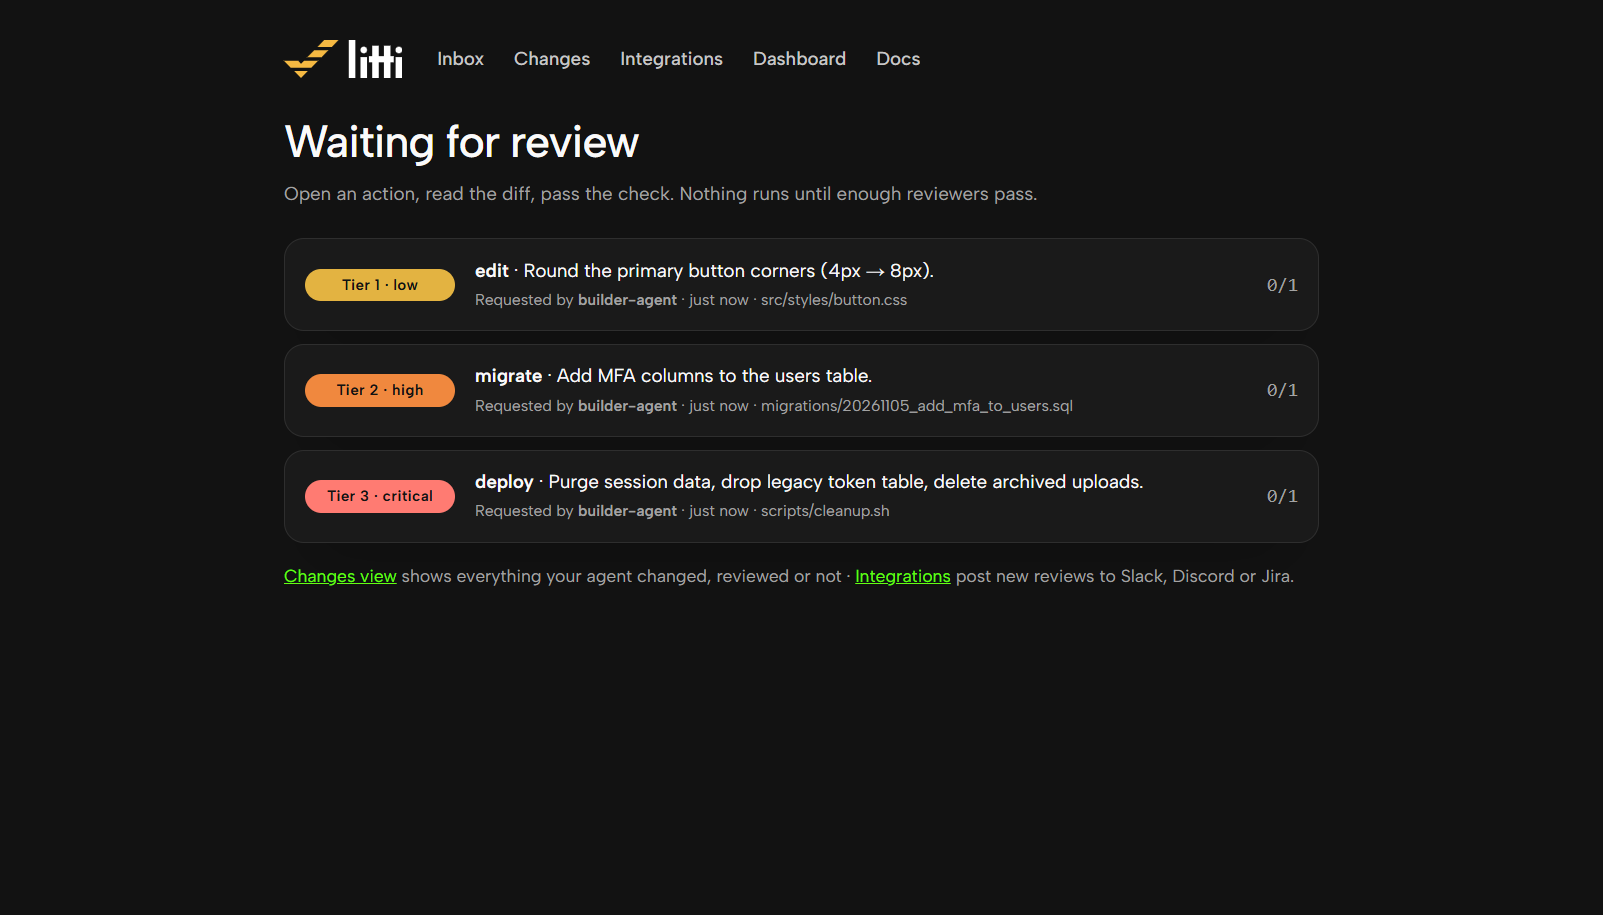 litti
Inbox Changes Integrations Dashboard Docs
Waiting for review
Open an action, read the diff, pass the check. Nothing runs until enough reviewers pass.
Tier 1 · low
edit · Round the primary button corners (4px → 8px).
Requested by builder-agent · just now · src/styles/button.css
0/1
Tier 2 · high
migrate · Add MFA columns to the users table.
Requested by builder-agent · just now · migrations/20261105_add_mfa_to_users.sql
0/1
Tier 3 · critical
deploy · Purge session data, drop legacy token table, delete archived uploads.
Requested by builder-agent · just now · scripts/cleanup.sh
0/1
Changes view shows everything your agent changed, reviewed or not · Integrations post new reviews to Slack, Discord or Jira.